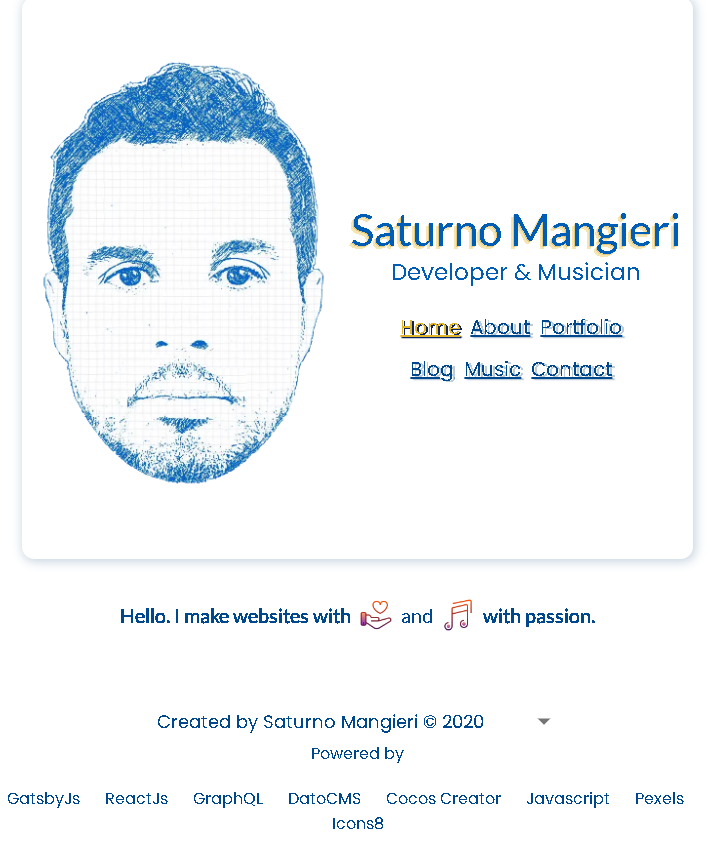 Saturno Mangieri
Developer & Musician
Home About Portfolio
Blog Music Contact
Hello. I make websites with and with passion.
Created by Saturno Mangieri © 2020
Powered by
GatsbyJs ReactJs GraphQL DatoCMS Cocos Creator Javascript Pexels
Icons8